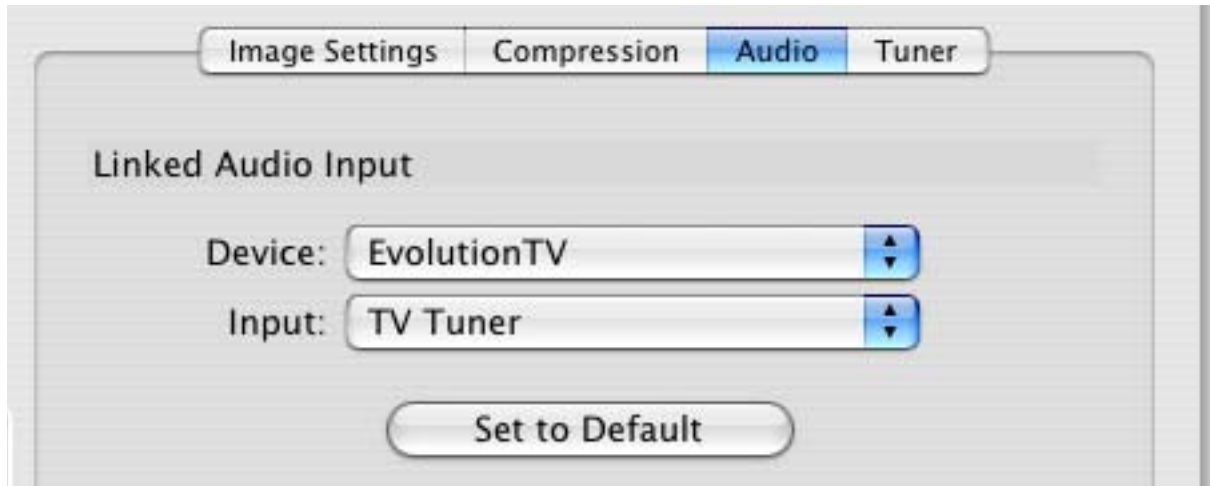 Image Settings Compression Audio Tuner
Linked Audio Input
Device: EvolutionTV
Input: TV Tuner
Set to Default